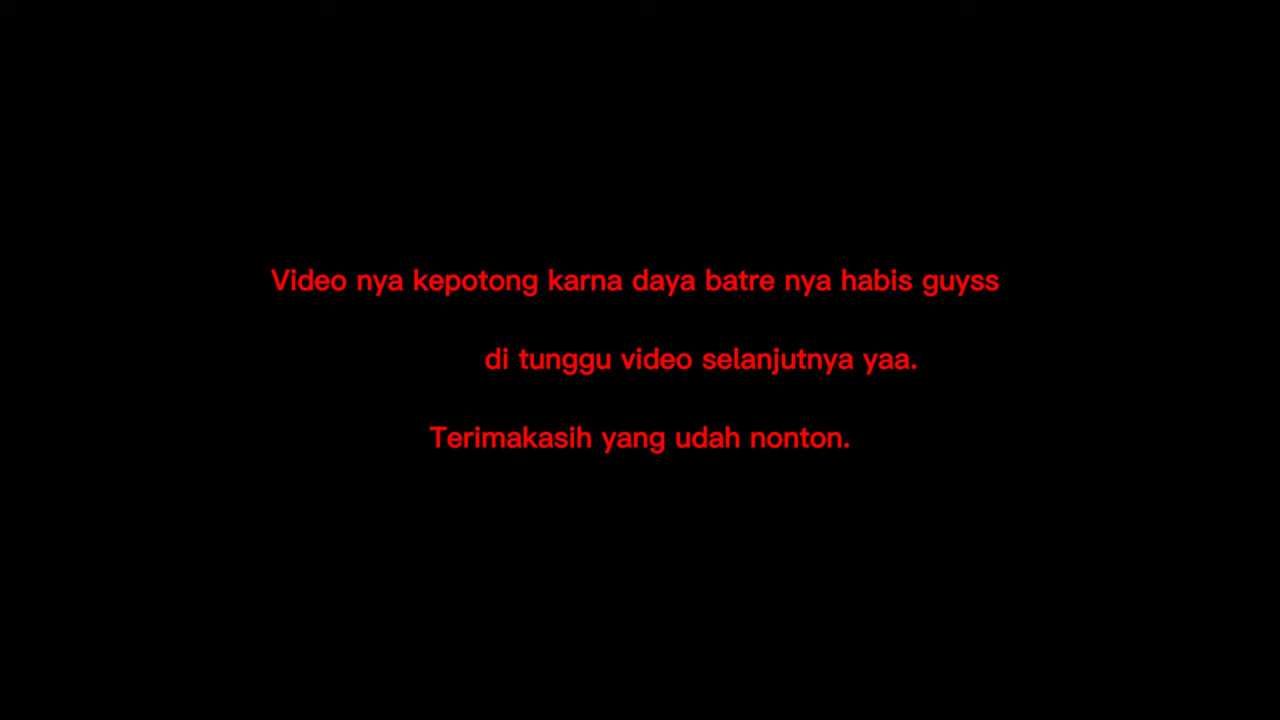 Video nya kepotong karna daya batre nya habis guyss
di tunggu video selanjutnya yaa.
Terimakasih yang udah nonton.